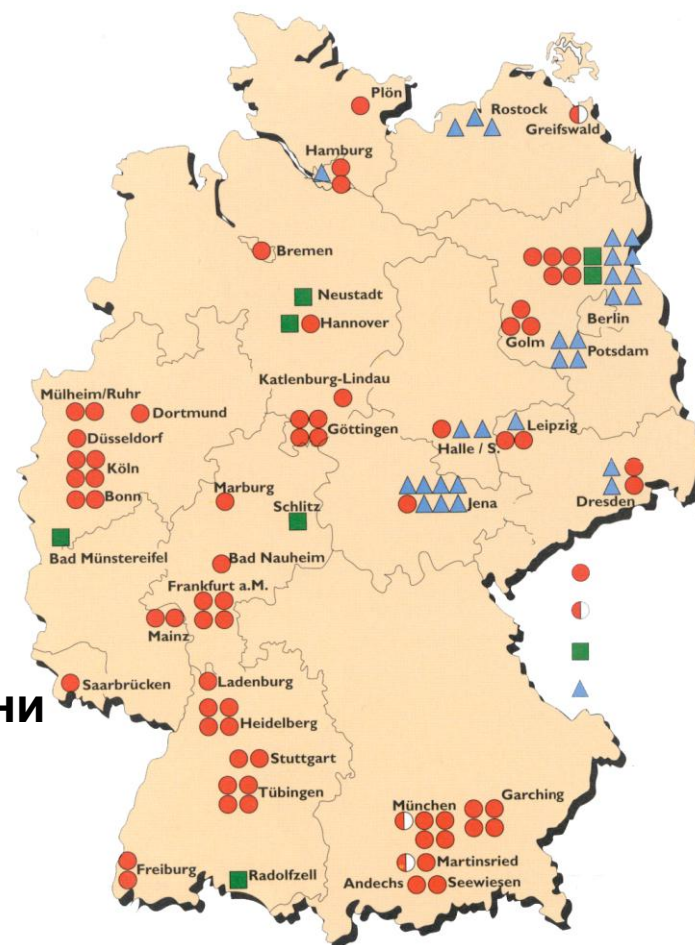 Plön
Rostock
Greifswald
Hamburg
Bremen
Neustadt
Hannover
Berlin
Golm
Potsdam
Katlenburg-Lindau
Mülheim/Ruhr
Dortmund
Göttingen
Halle / S.
Leipzig
Düsseldorf
Köln
Bonn
Marburg
Schlitz
Jena
Dresden
Bad Münstereifel
Bad Nauheim
Frankfurt a.M.
Mainz
Saarbrücken
Ladenburg
ни
Heidelberg
Stuttgart
Tübingen
München
Garching
Martinsried
Freiburg
Radolfzell
Andechs
Seewiesen